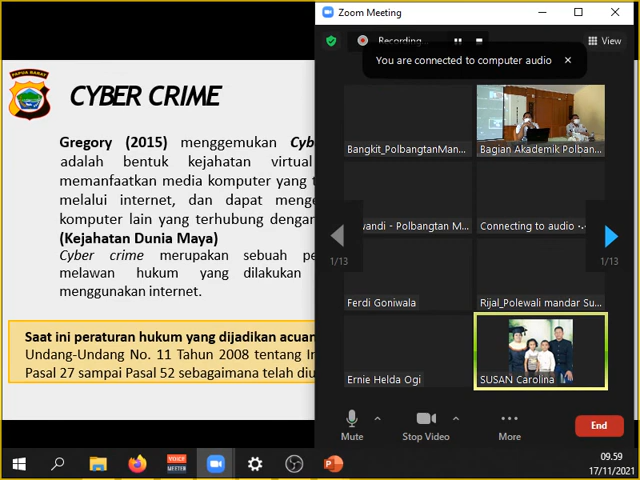 Zoom Meeting
Recording...
View
You are connected to computer audio
PAPUA BARAT
CYBER CRIME
Gregory (2015) menggemukan Cyb
adalah bentuk kejahatan virtual
memanfaatkan media komputer yang t
melalui internet, dan dapat menge
komputer lain yang terhubung dengan
(Kejahatan Dunia Maya)
Cyber crime merupakan sebuah pe
melawan hukum yang dilakukan
menggunakan internet.
Saat ini peraturan hukum yang dijadikan acuan
Undang-Undang No. 11 Tahun 2008 tentang In
Pasal 27 sampai Pasal 52 sebagaimana telah diu
Bangkit_PolbangtanMan...
Bagian Akademik Polban...
wandi - Polbangtan M...
Connecting to audio ...
1/13
1/13
Ferdi Goniwala
Rijal_Polewali mandar Su...
Ernie Helda Ogi
SUSAN Carolina
Mute
Stop Video
More
End
VOICE
MEETER
09.59
17/11/2021